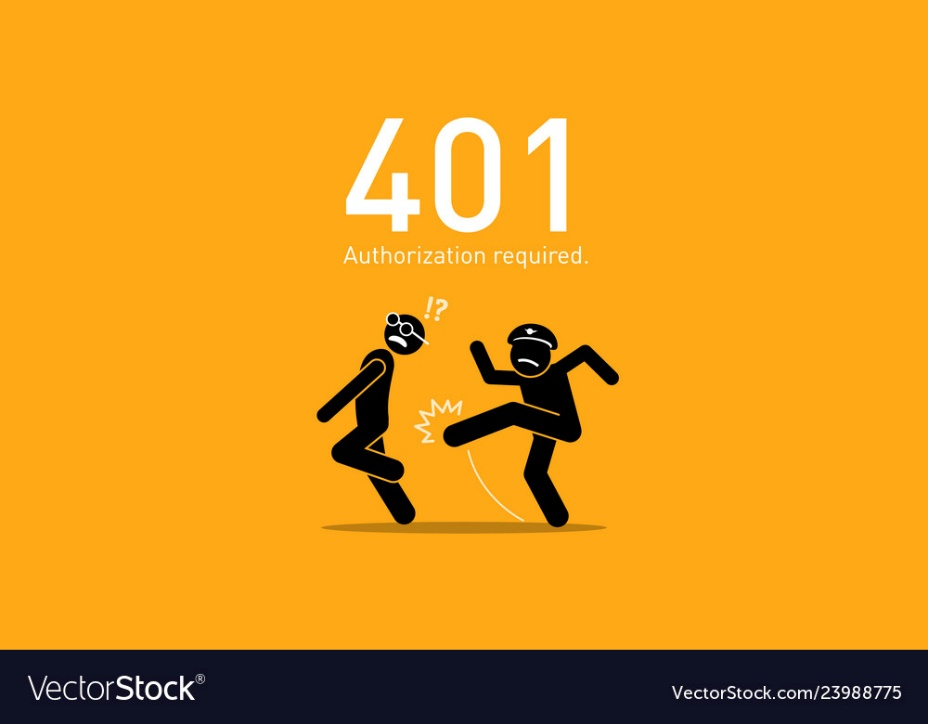 401
Authorization required.
!?
VectorStock®
VectorStock.com/23988775